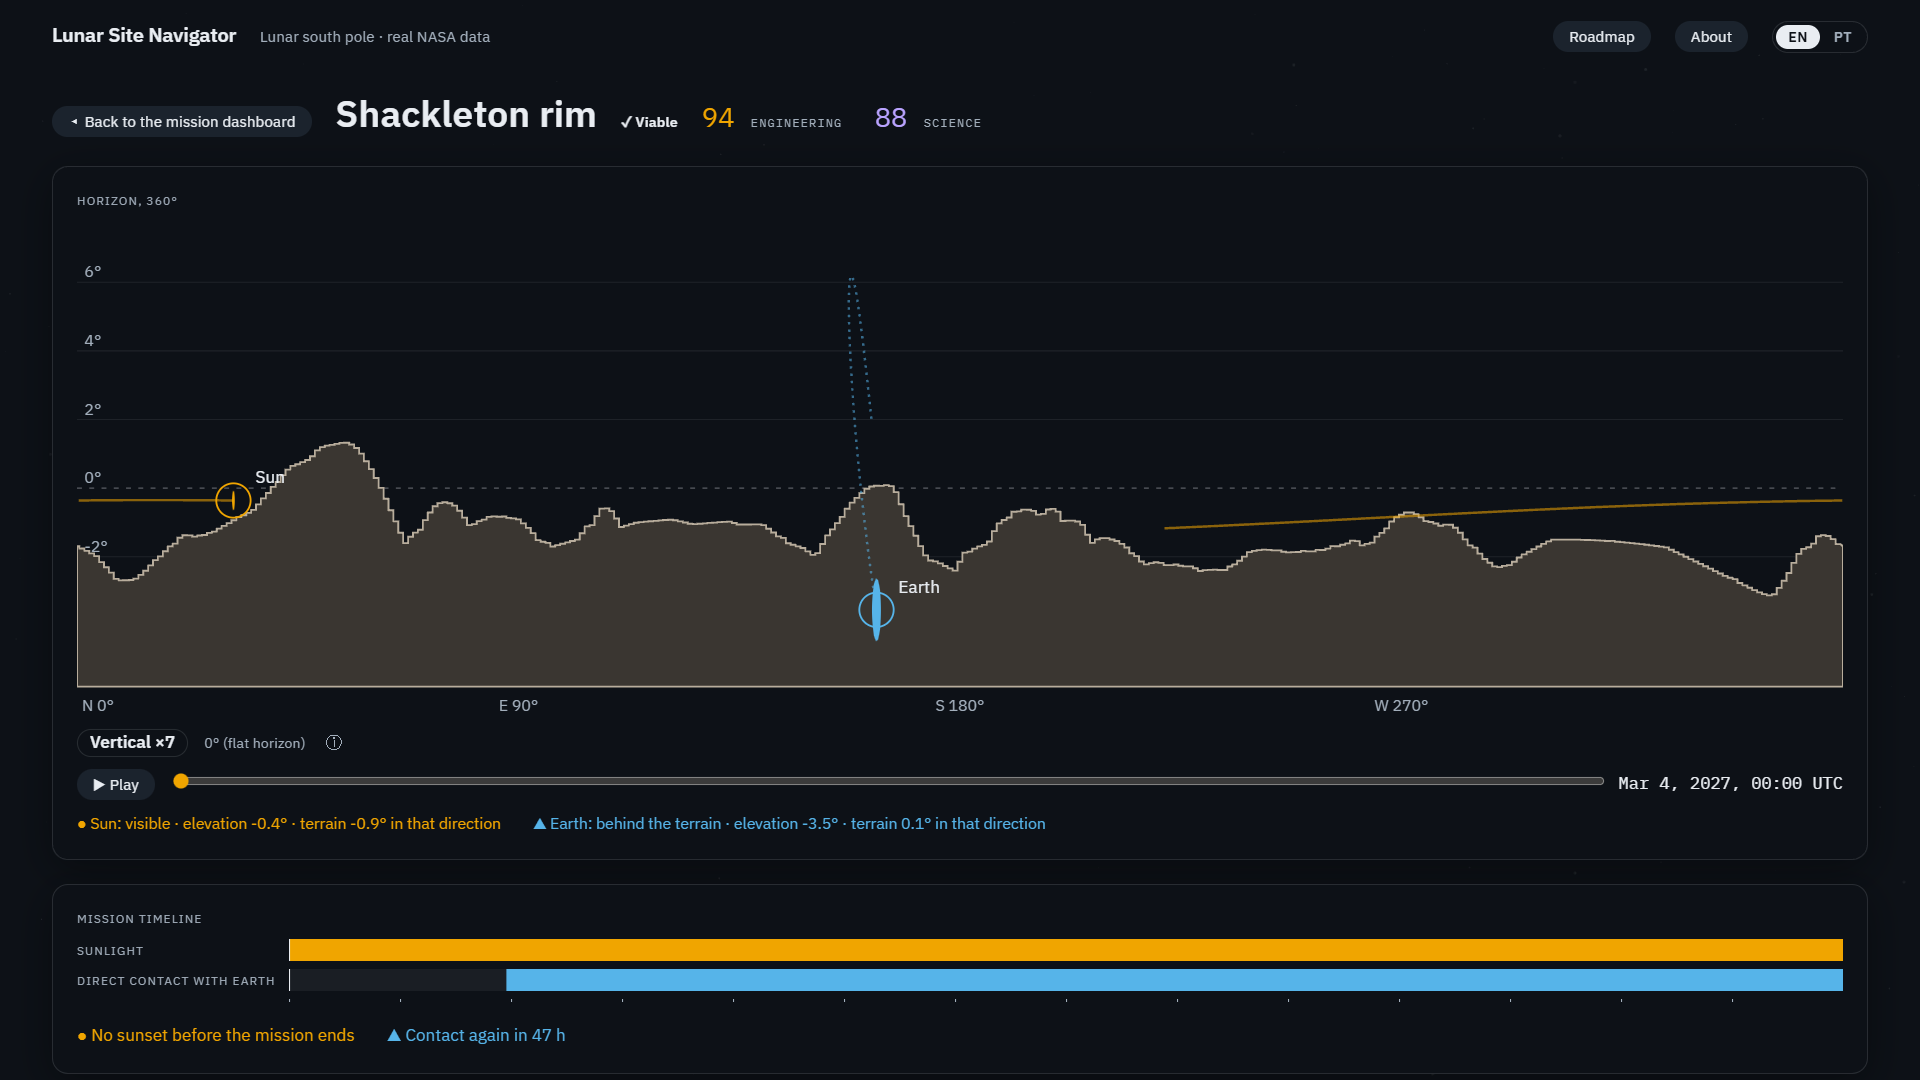 Lunar Site Navigator Lunar south pole · real NASA data Roadmap About EN PT
◂ Back to the mission dashboard Shackleton rim ✓ Viable 94 ENGINEERING 88 SCIENCE
HORIZON, 360°
6°
4°
2°
0°
-2°
Sun
Earth
N 0° E 90° S 180° W 270°
Vertical ×7 0° (flat horizon) ⓘ
▶ Play Mar 4, 2027, 00:00 UTC
● Sun: visible · elevation -0.4° · terrain -0.9° in that direction ▲ Earth: behind the terrain · elevation -3.5° · terrain 0.1° in that direction
MISSION TIMELINE
SUNLIGHT
DIRECT CONTACT WITH EARTH
● No sunset before the mission ends ▲ Contact again in 47 h